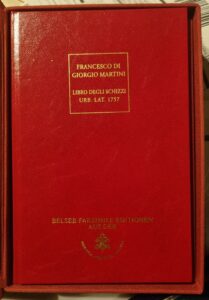 FRANCESCO DI
GIORGIO MARTINI
LIBRO DEGLI SCHIZZI
URB. LAT. 1757
BELSER FAKSIMILE EDITIONEN
AUS DER